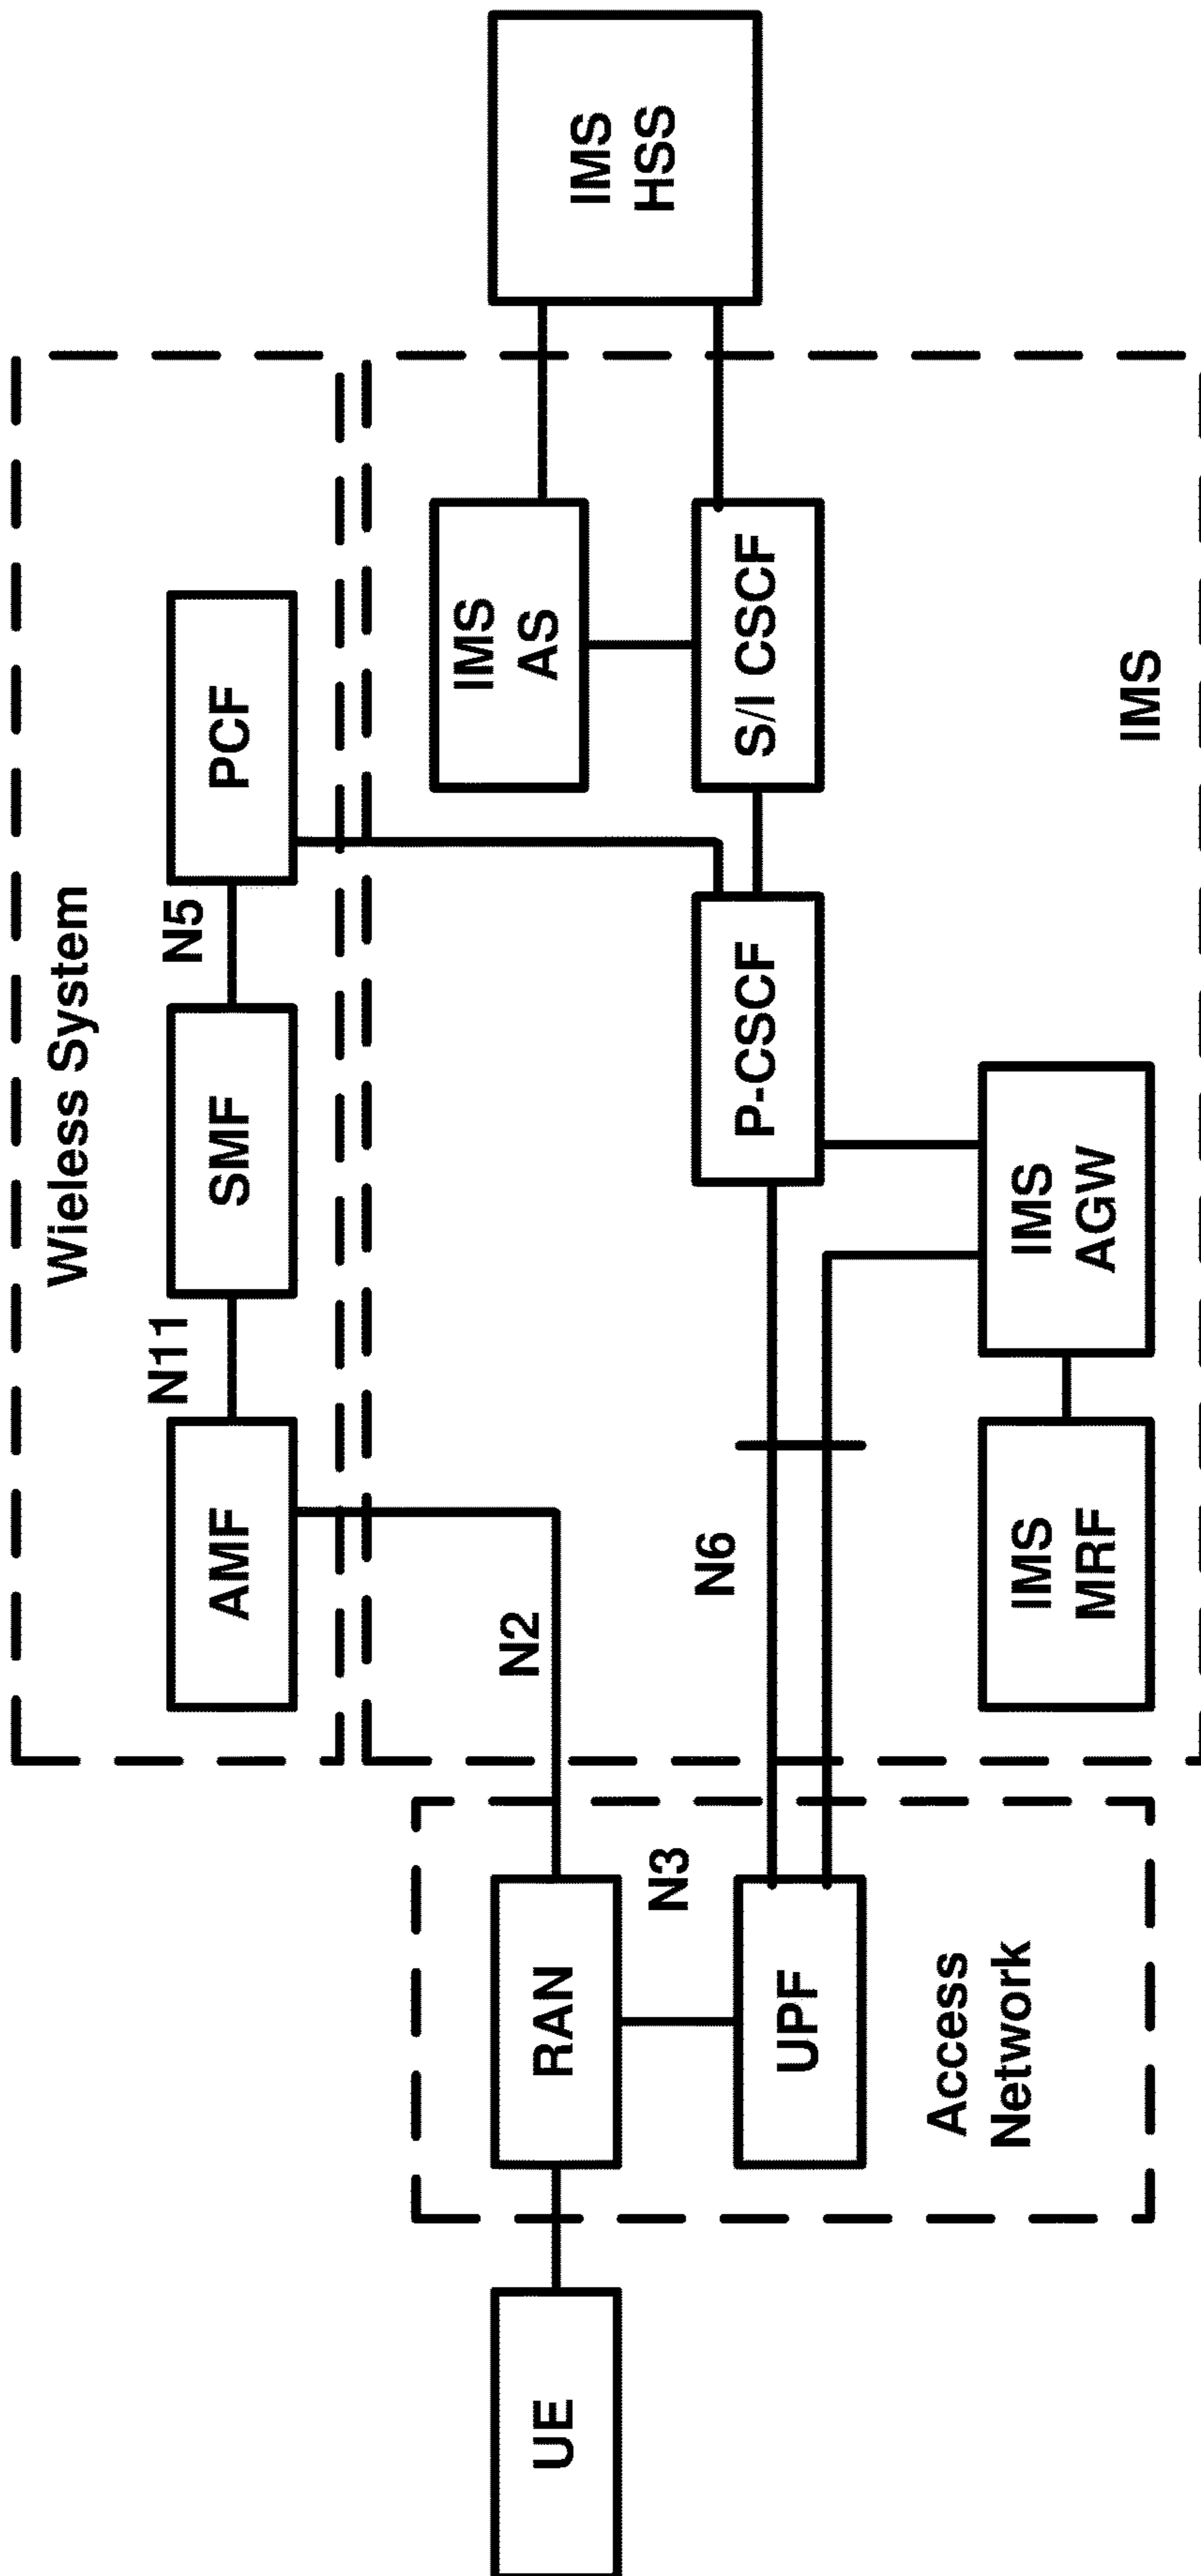 Wieless System
AMF
N11
SMF
N5
PCF
N2
IMS
AS
IMS
HSS
UE
RAN
N3
N6
P-CSCF
S/I CSCF
UPF
Access
Network
IMS
MRF
IMS
AGW
IMS